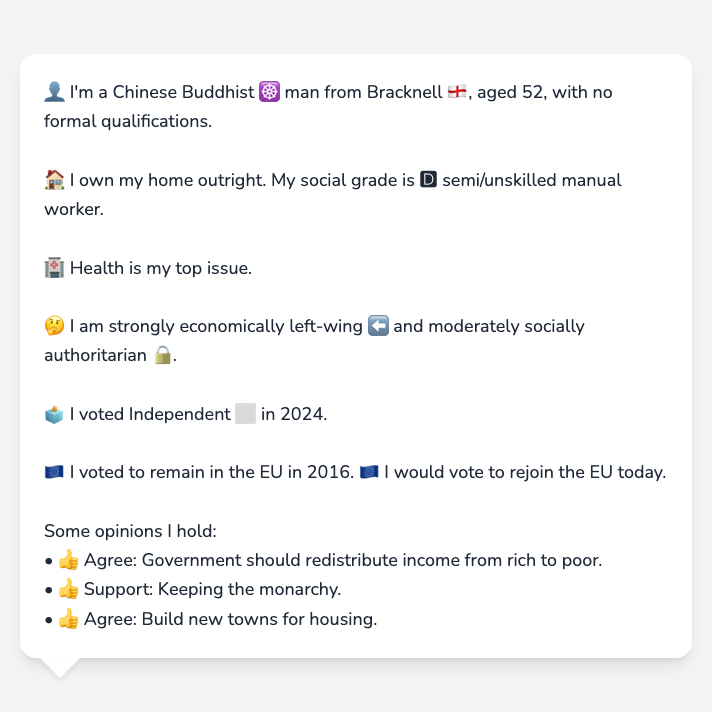 👤 I'm a Chinese Buddhist ☸️ man from Bracknell 🏴󠁧󠁢󠁥󠁮󠁧󠁿, aged 52, with no
formal qualifications.
🏠 I own my home outright. My social grade is 🅳 semi/unskilled manual
worker.
🏥 Health is my top issue.
🤔 I am strongly economically left-wing ⬅️ and moderately socially
authoritarian 🔒.
🗳️ I voted Independent ⬜ in 2024.
🇪🇺 I voted to remain in the EU in 2016. 🇪🇺 I would vote to rejoin the EU today.
Some opinions I hold:
• 👍 Agree: Government should redistribute income from rich to poor.
• 👍 Support: Keeping the monarchy.
• 👍 Agree: Build new towns for housing.